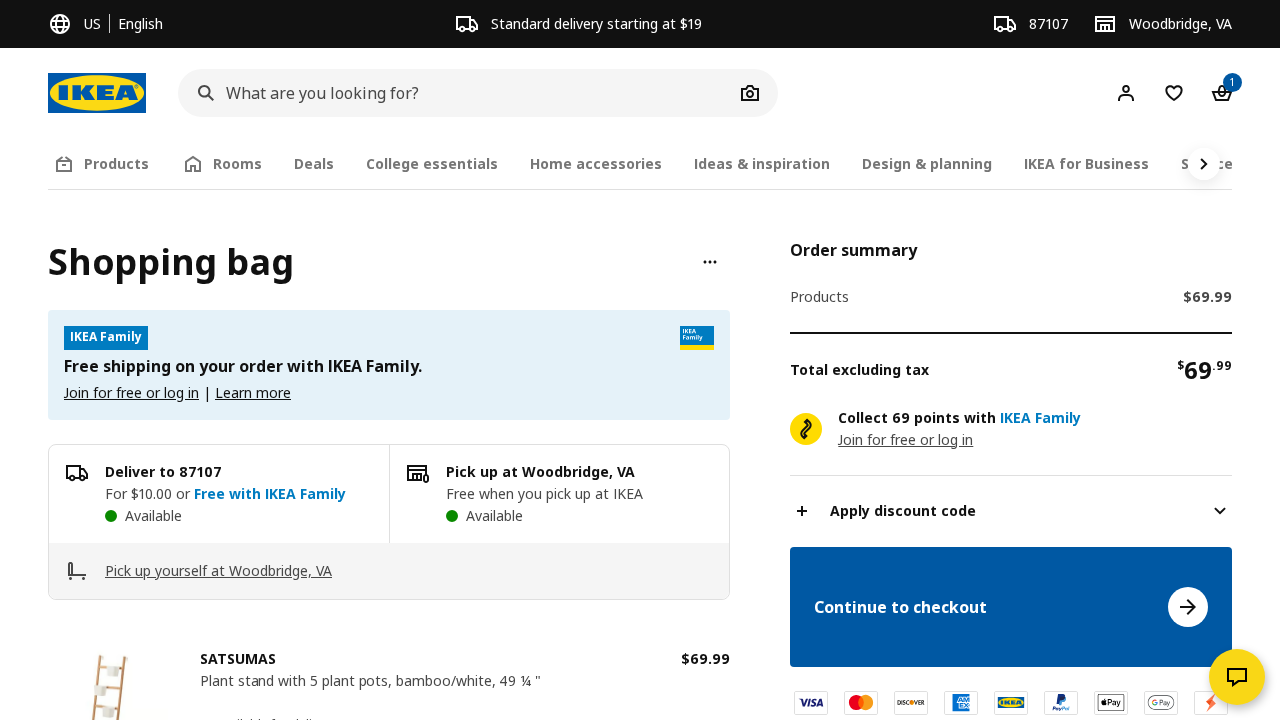 US | English
Standard delivery starting at $19
87107
Woodbridge, VA
IKEA
What are you looking for?
1
Products
Rooms
Deals
College essentials
Home accessories
Ideas & inspiration
Design & planning
IKEA for Business
Shopping bag
IKEA Family
IKEA Family
Free shipping on your order with IKEA Family.
Join for free or log in | Learn more
Deliver to 87107
For $10.00 or Free with IKEA Family
Available
Pick up at Woodbridge, VA
Free when you pick up at IKEA
Available
Pick up yourself at Woodbridge, VA
SATSUMAS
$69.99
Plant stand with 5 plant pots, bamboo/white, 49 ¼ "
Order summary
Products
$69.99
Total excluding tax
$69.99
Collect 69 points with IKEA Family
Join for free or log in
Apply discount code
Continue to checkout
VISA
DISCOVER
AMEX
IKEA
PayPal
Pay
G Pay